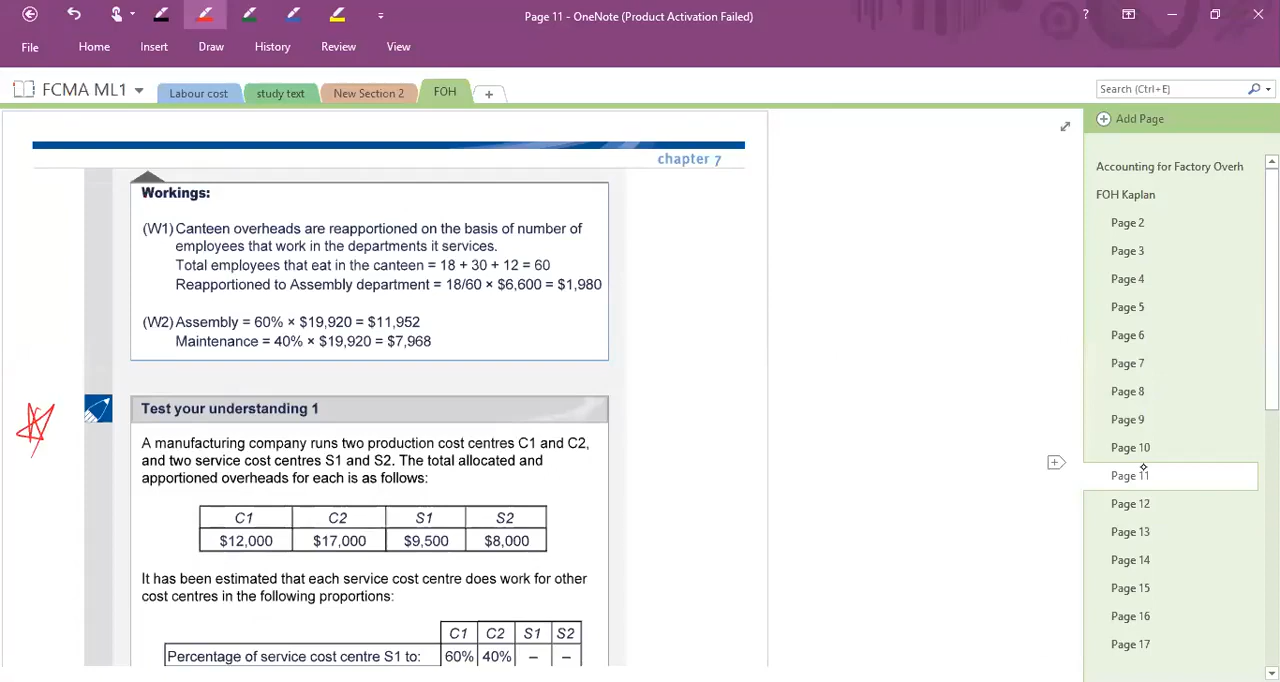 Page 11 - OneNote (Product Activation Failed)
?
File Home Insert Draw History Review View
FCMA ML1 Labour cost study text New Section 2 FOH +
Search (Ctrl+E)
Add Page
chapter 7
Workings:
(W1) Canteen overheads are reapportioned on the basis of number of
employees that work in the departments it services.
Total employees that eat in the canteen = 18 + 30 + 12 = 60
Reapportioned to Assembly department = 18/60 × $6,600 = $1,980
(W2) Assembly = 60% × $19,920 = $11,952
Maintenance = 40% × $19,920 = $7,968
Test your understanding 1
A manufacturing company runs two production cost centres C1 and C2,
and two service cost centres S1 and S2. The total allocated and
apportioned overheads for each is as follows:
C1 C2 S1 S2
$12,000 $17,000 $9,500 $8,000
It has been estimated that each service cost centre does work for other
cost centres in the following proportions:
C1 C2 S1 S2
Percentage of service cost centre S1 to: 60% 40% – –
Accounting for Factory Overh
FOH Kaplan
Page 2
Page 3
Page 4
Page 5
Page 6
Page 7
Page 8
Page 9
Page 10
Page 11
Page 12
Page 13
Page 14
Page 15
Page 16
Page 17